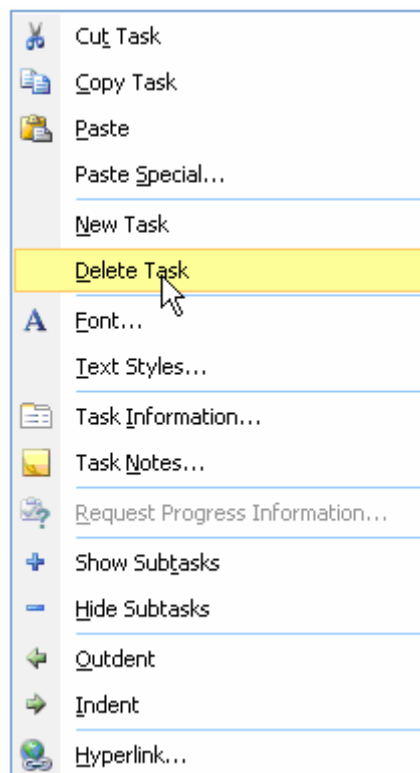 Cut Task
Copy Task
Paste
Paste Special...
New Task
Delete Task
Font...
Text Styles...
Task Information...
Task Notes...
Request Progress Information...
Show Subtasks
Hide Subtasks
Outdent
Indent
Hyperlink...